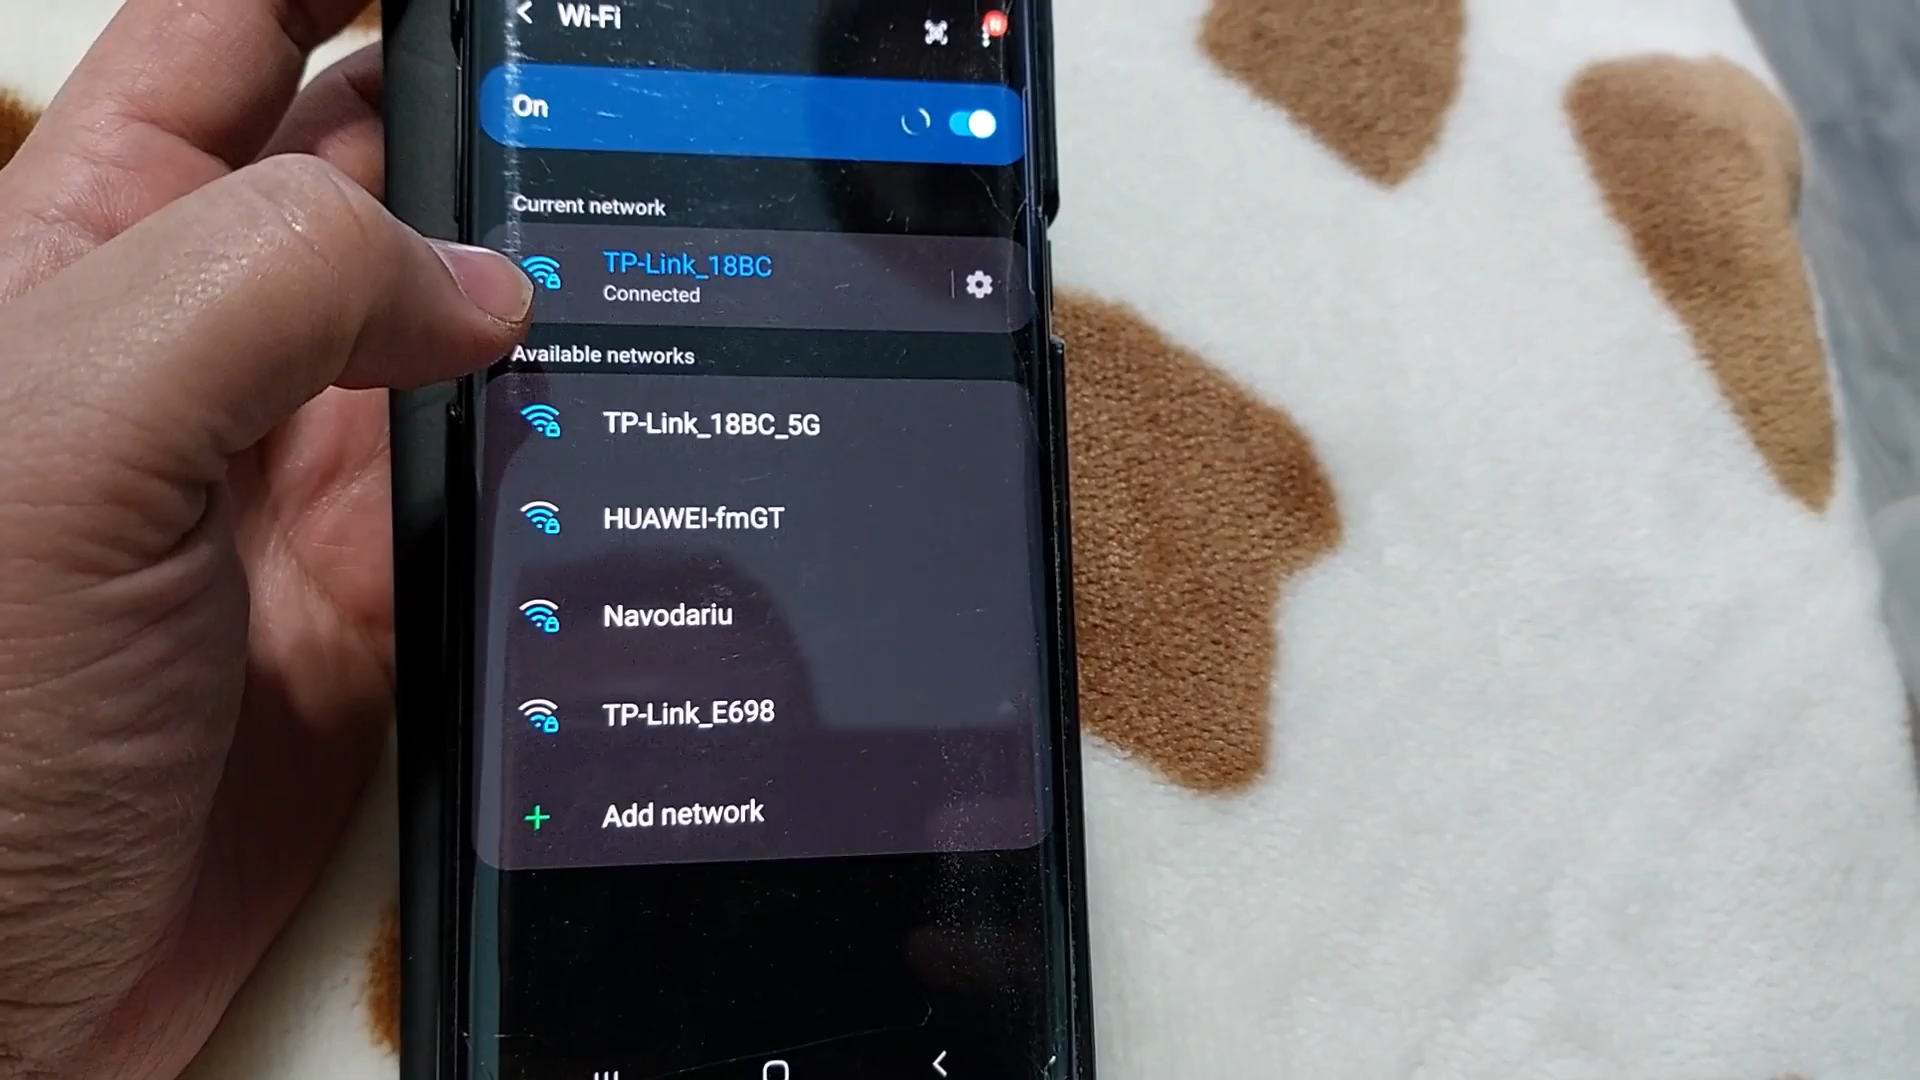 Wi-Fi
N
On
Current network
TP-Link_18BC
Connected
Available networks
TP-Link_18BC_5G
HUAWEI-fmGT
Navodariu
TP-Link_E698
Add network